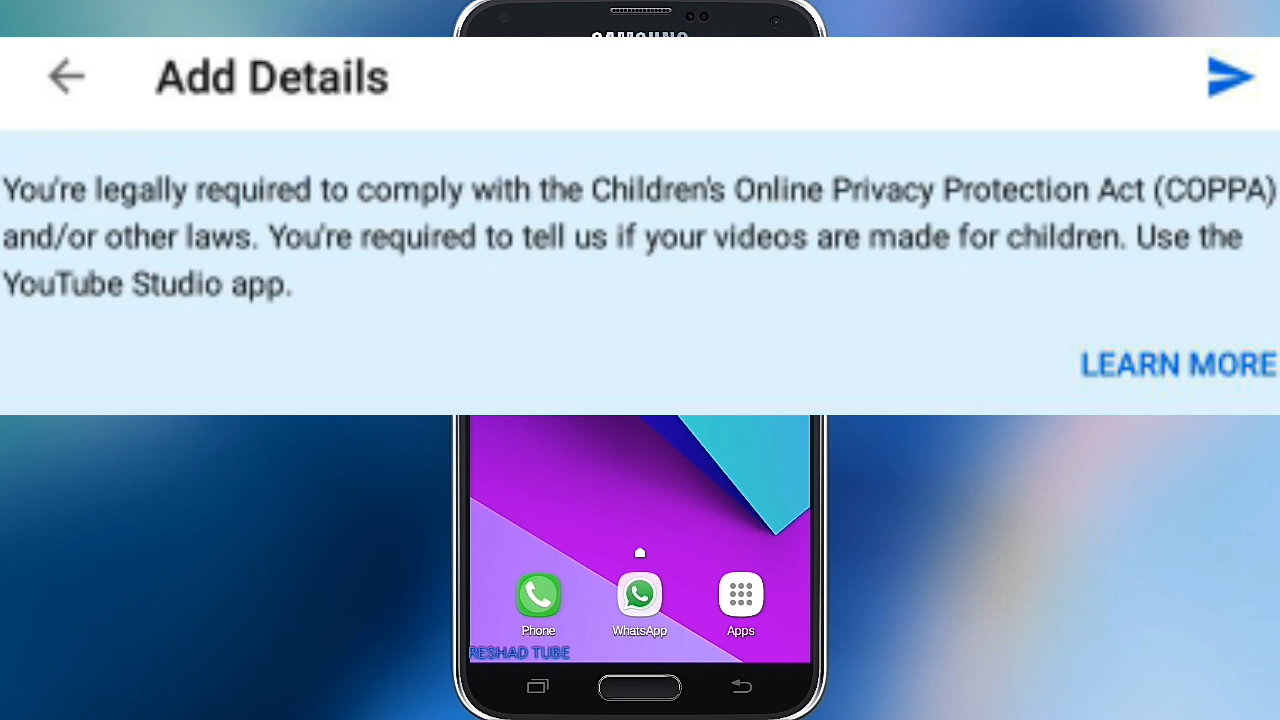 SAMSUNG
Add Details
You're legally required to comply with the Children's Online Privacy Protection Act (COPPA)
and/or other laws. You're required to tell us if your videos are made for children. Use the
YouTube Studio app.
LEARN MORE
Phone WhatsApp Apps
RESHAD TUBE